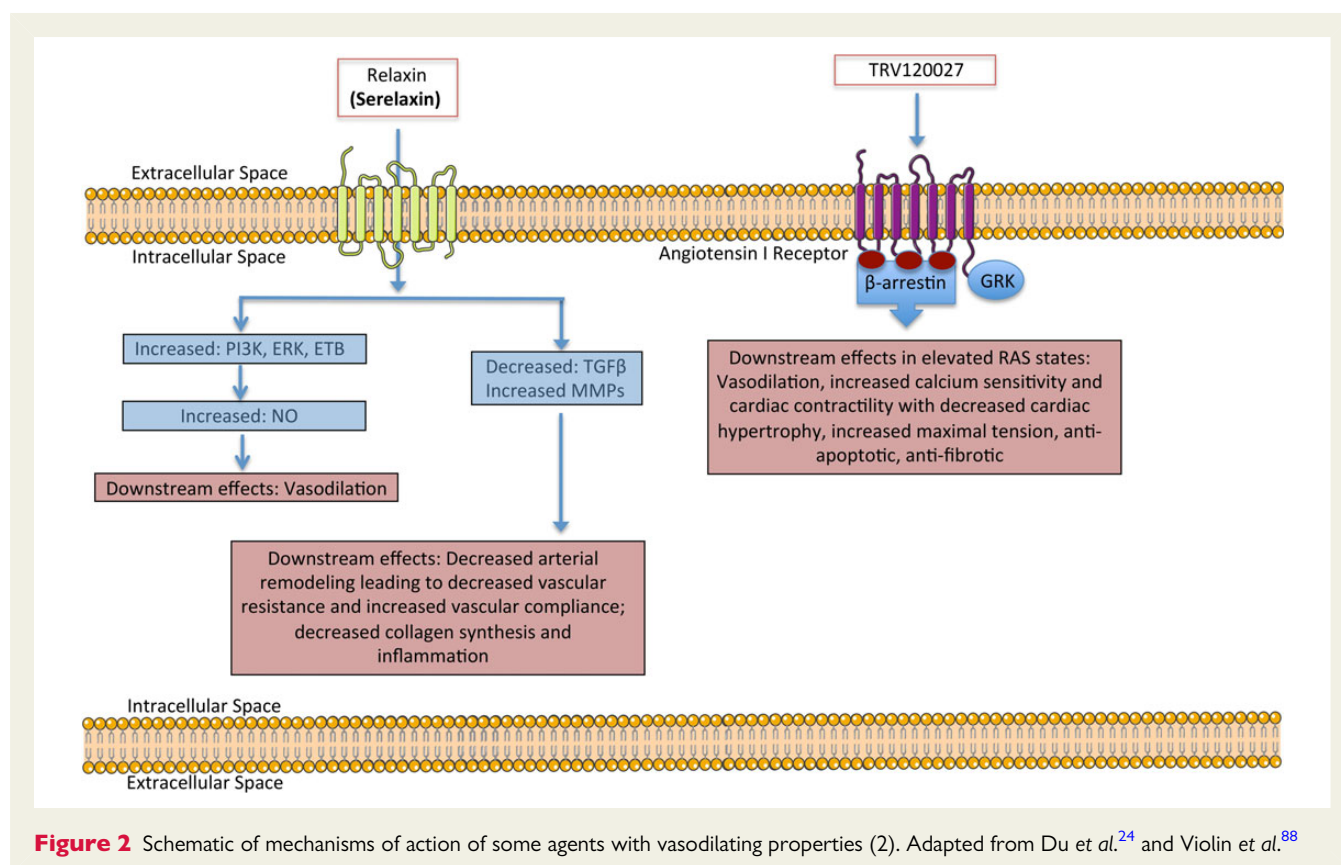 Relaxin
(Serelaxin)
TRV120027
Extracellular Space
Intracellular Space
Angiotensin I Receptor
β-arrestin
GRK
Increased: PI3K, ERK, ETB
Increased: NO
Downstream effects: Vasodilation
Decreased: TGFβ
Increased MMPs
Downstream effects: Decreased arterial
remodeling leading to decreased vascular
resistance and increased vascular compliance;
decreased collagen synthesis and
inflammation
Downstream effects in elevated RAS states:
Vasodilation, increased calcium sensitivity and
cardiac contractility with decreased cardiac
hypertrophy, increased maximal tension, anti-
apoptotic, anti-fibrotic
Intracellular Space
Extracellular Space
Figure 2 Schematic of mechanisms of action of some agents with vasodilating properties (2). Adapted from Du et al.24 and Violin et al.88